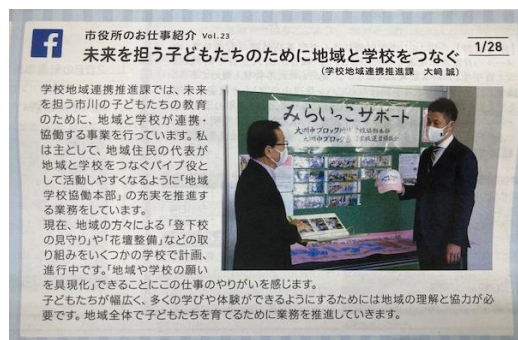 f
市役所のお仕事紹介 Vol.23
未来を担う子どもたちのために地域と学校をつなぐ
1/28
(学校地域連携推進課 大﨑 誠)
学校地域連携推進課では、未来
を担う市川の子どもたちの教育
のために、地域と学校が連携・
協働する事業を行っています。私
は主として、地域住民の代表が
地域と学校をつなぐパイプ役と
して活動しやすくなるように「地域
学校協働本部」の充実を推進す
る業務をしています。
現在、地域の方々による「登下校
の見守り」や「花壇整備」などの取
り組みをいくつかの学校で計画、
進行中です。「地域や学校の願い
を具現化」できることにこの仕事のやりがいを感じます。
子どもたちが幅広く、多くの学びや体験ができるようにするためには地域の理解と協力が必
要です。地域全体で子どもたちを育てるために業務を推進していきます。
みらいっこサポート
大洲中ブロック
大洲中ブロック